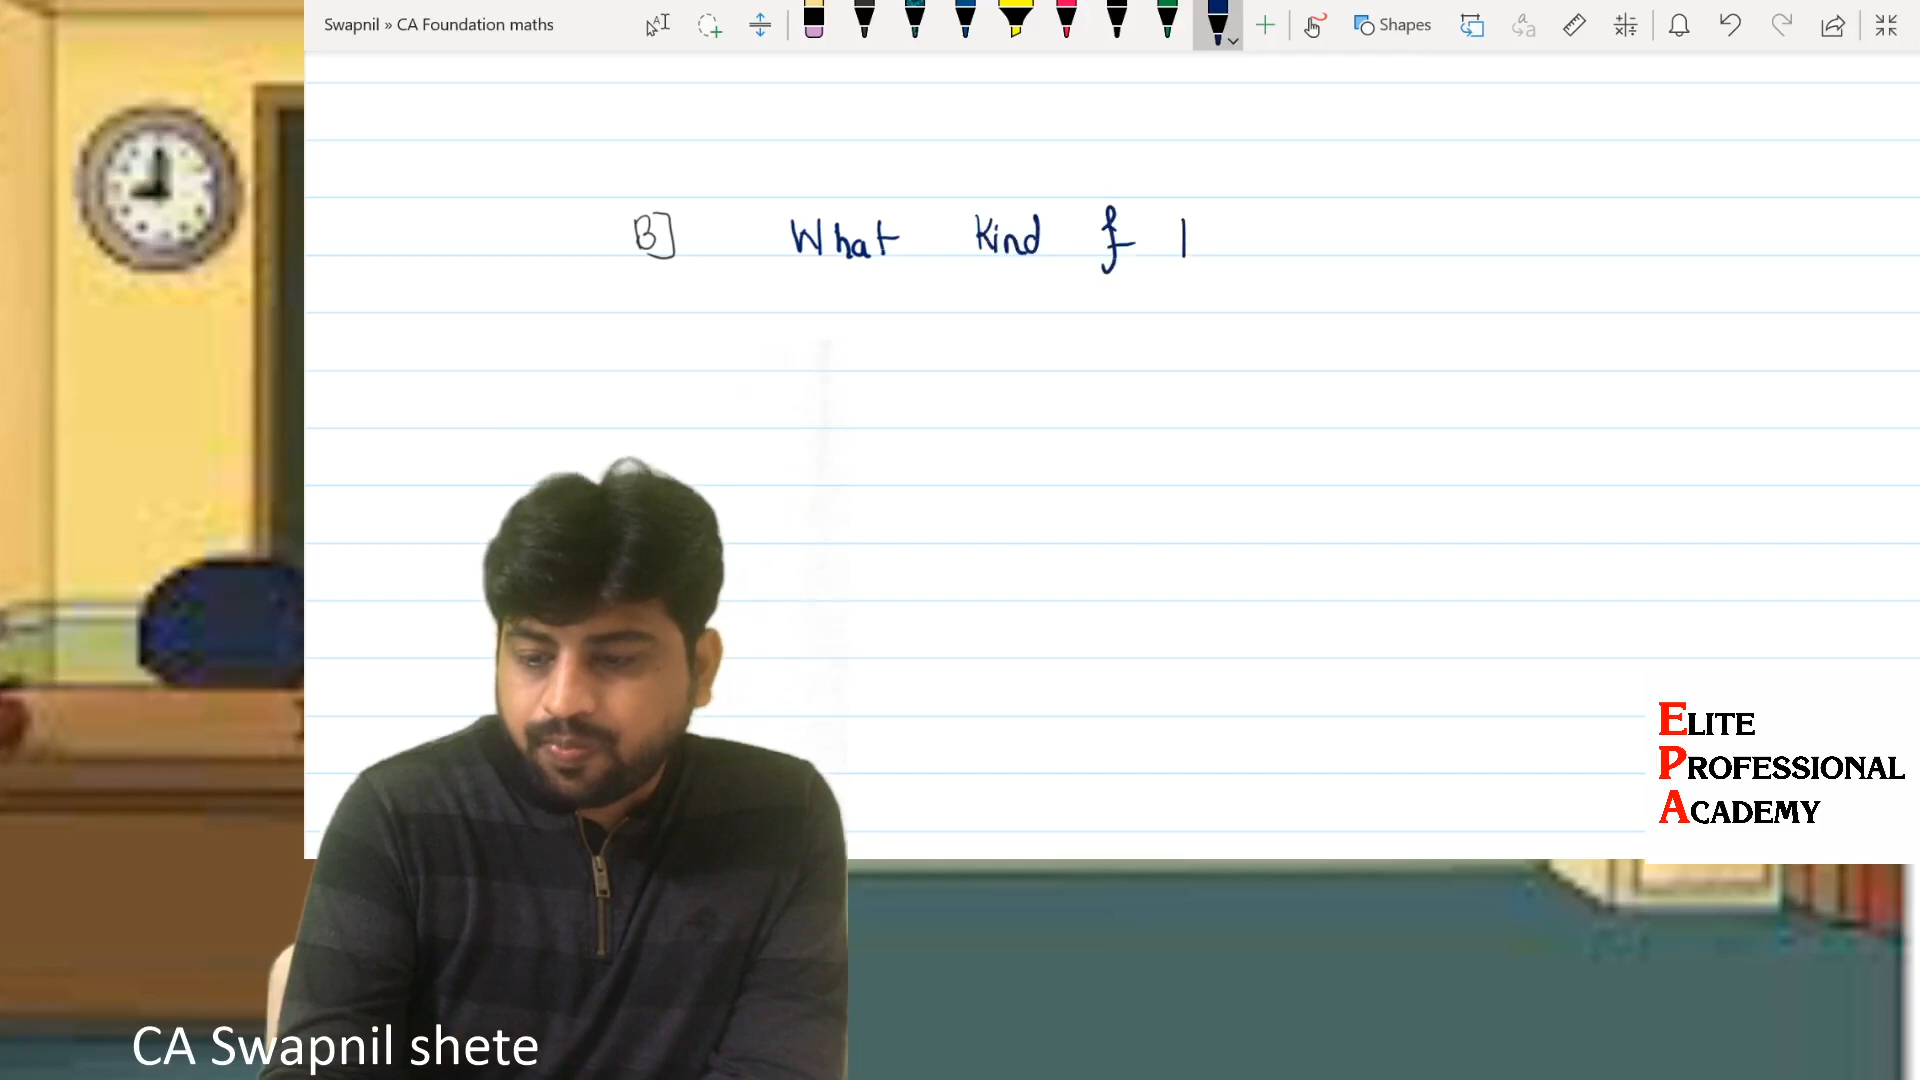 Swapnil » CA Foundation maths
Shapes
B] What Kind of
ELITE
PROFESSIONAL
ACADEMY
CA Swapnil shete